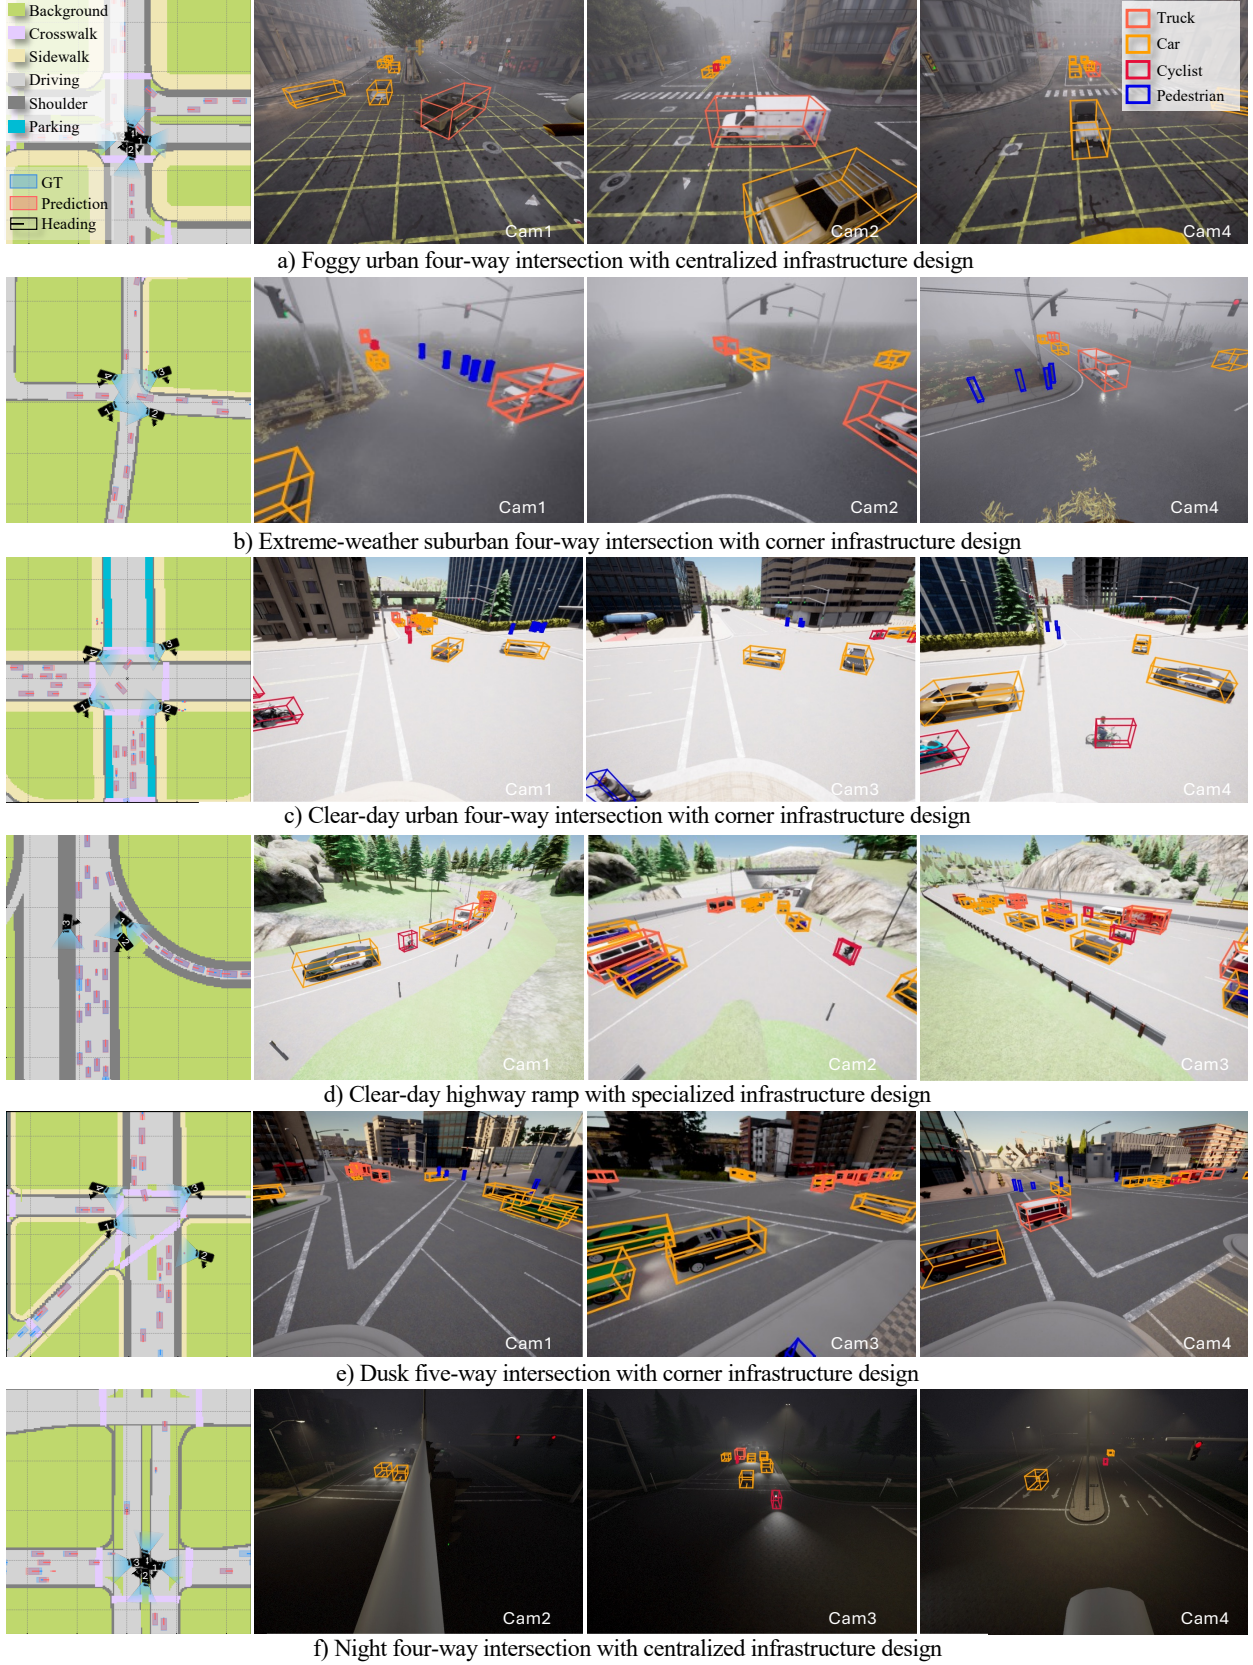 Background
Crosswalk
Sidewalk
Driving
Shoulder
Parking
GT
Prediction
Heading
Cam1
Cam2
Truck
Car
Cyclist
Pedestrian
Cam4
a) Foggy urban four-way intersection with centralized infrastructure design
Cam1
Cam2
Cam4
b) Extreme-weather suburban four-way intersection with corner infrastructure design
Cam1
Cam3
Cam4
c) Clear-day urban four-way intersection with corner infrastructure design
Cam1
Cam2
Cam3
d) Clear-day highway ramp with specialized infrastructure design
Cam1
Cam3
Cam4
e) Dusk five-way intersection with corner infrastructure design
Cam2
Cam3
Cam4
f) Night four-way intersection with centralized infrastructure design